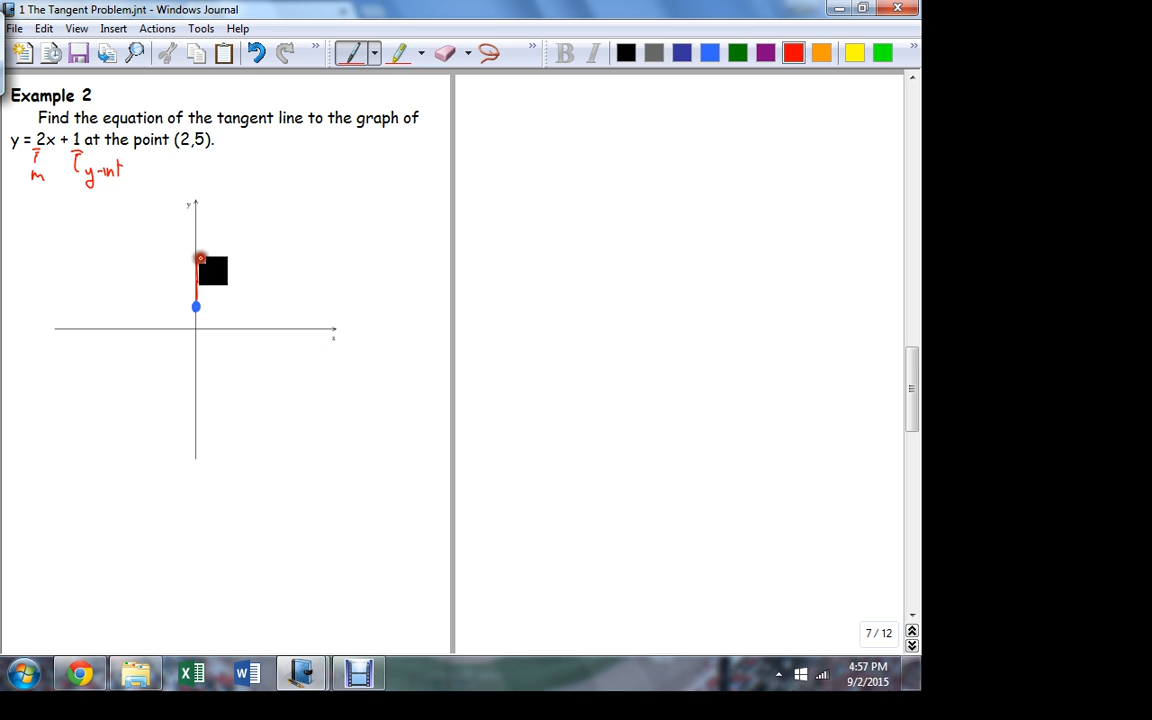 1 The Tangent Problem.jnt - Windows Journal
File Edit View Insert Actions Tools Help
B I
Example 2
Find the equation of the tangent line to the graph of
y = 2x + 1 at the point (2,5).
m y-int
y
x
7 / 12
4:57 PM
9/2/2015